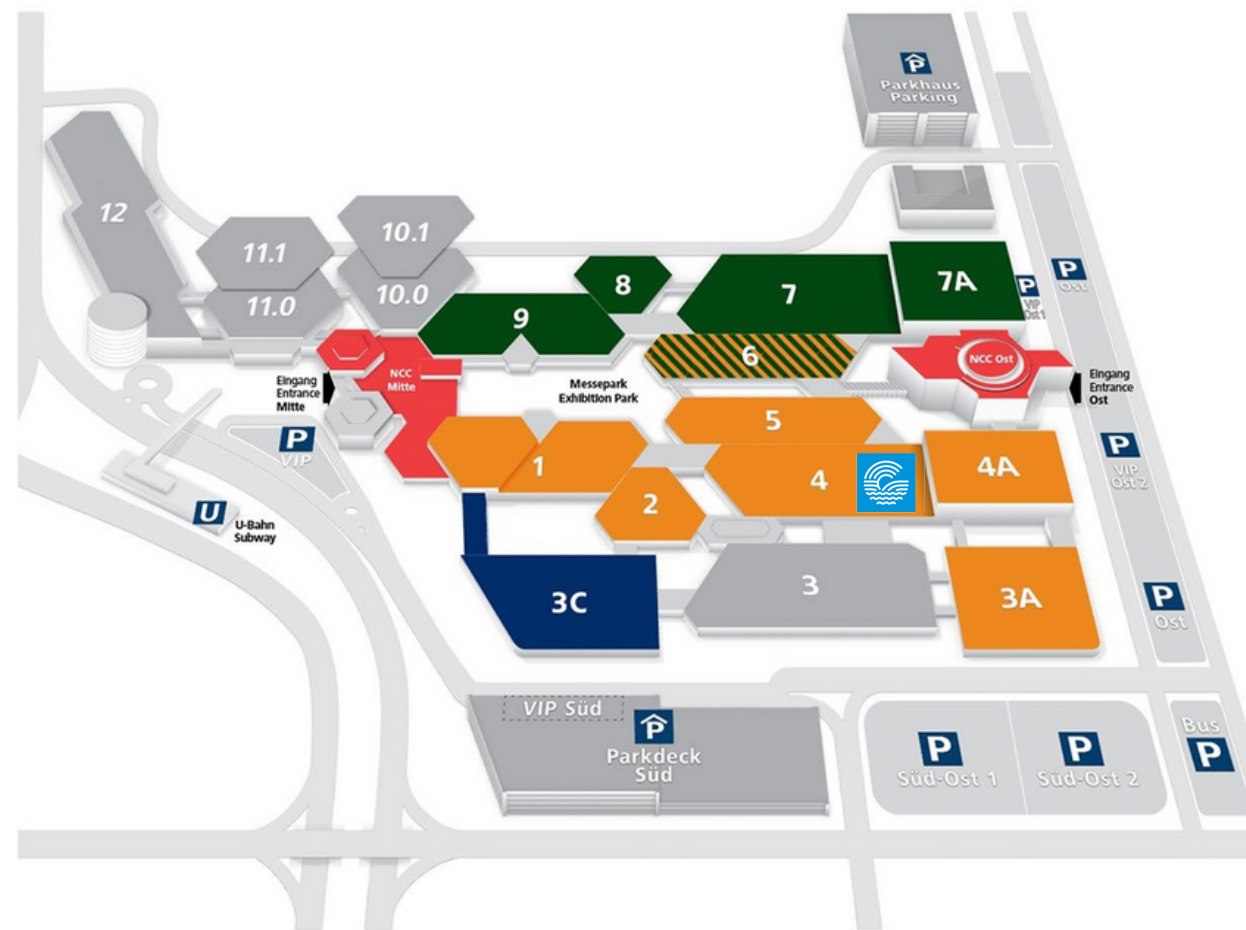 P
Parkhaus
Parking
12
11.1
10.1
11.0
10.0
9
8
7
7A
P
Ost
P
VIP
Ost 1
6
NCC
Mitte
NCC Ost
Eingang
Entrance
Mitte
Messepark
Exhibition Park
Eingang
Entrance
Ost
P
VIP
5
1
2
4
4A
P
VIP
Ost 2
U
U-Bahn
Subway
3C
3
3A
P
Ost
VIP Süd
P
Parkdeck
Süd
P
Süd-Ost 1
P
Süd-Ost 2
Bus
P